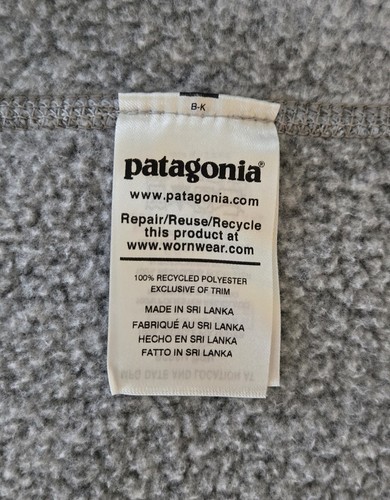 B-K
patagonia®
www.patagonia.com
Repair/Reuse/Recycle
this product at
www.wornwear.com
100% RECYCLED POLYESTER
EXCLUSIVE OF TRIM
MADE IN SRI LANKA
FABRIQUÉ AU SRI LANKA
HECHO EN SRI LANKA
FATTO IN SRI LANKA